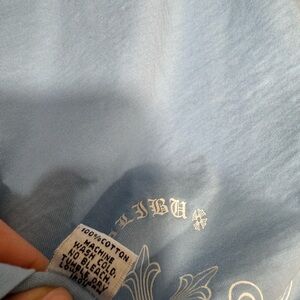 LIBU
100% COTTON
MACHINE
WASH COLD.
NO BLEACH.
TUMBLE DRY